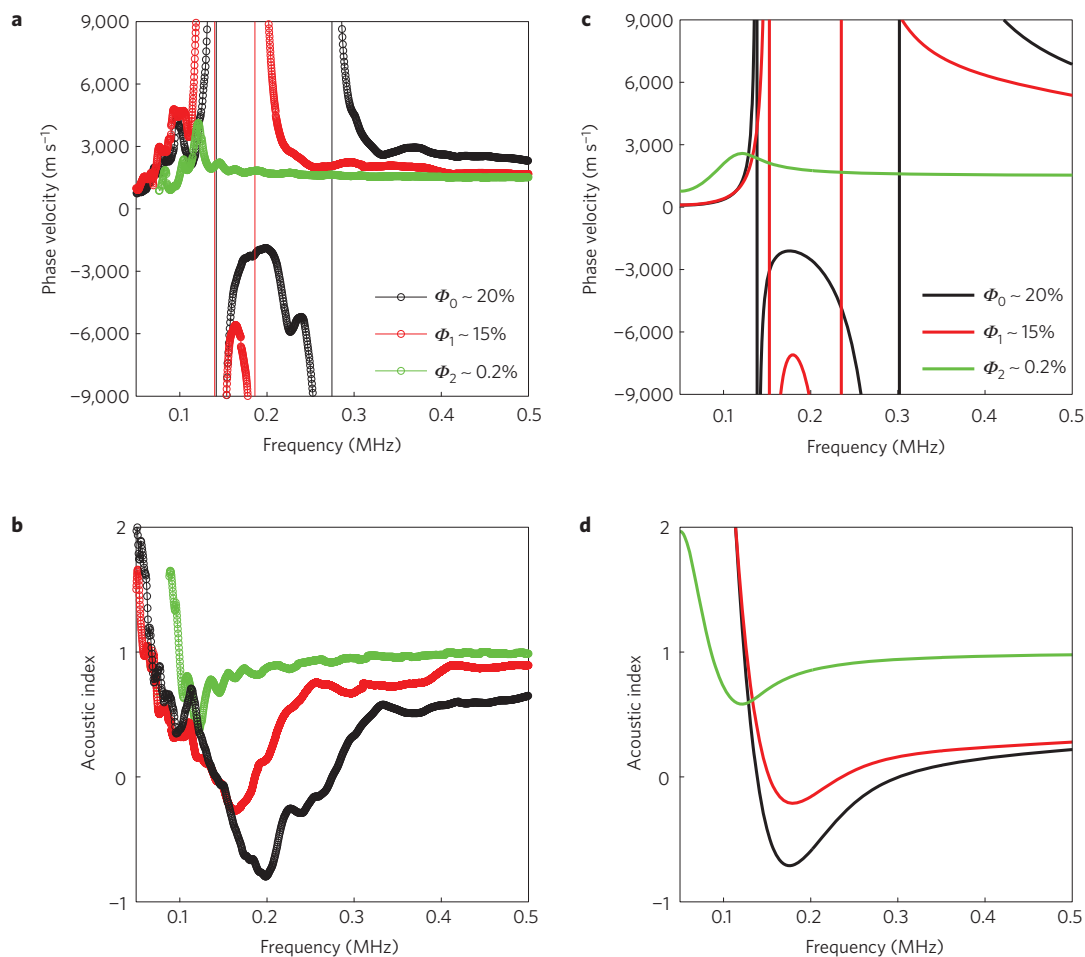 a
9,000
6,000
3,000
0
−3,000
−6,000
−9,000
Phase velocity (m s⁻¹)
Φ₀ ~ 20%
Φ₁ ~ 15%
Φ₂ ~ 0.2%
0.1 0.2 0.3 0.4 0.5
Frequency (MHz)
c
9,000
6,000
3,000
0
−3,000
−6,000
−9,000
Phase velocity (m s⁻¹)
Φ₀ ~ 20%
Φ₁ ~ 15%
Φ₂ ~ 0.2%
0.1 0.2 0.3 0.4 0.5
Frequency (MHz)
b
2
1
0
−1
Acoustic index
0.1 0.2 0.3 0.4 0.5
Frequency (MHz)
d
2
1
0
−1
Acoustic index
0.1 0.2 0.3 0.4 0.5
Frequency (MHz)